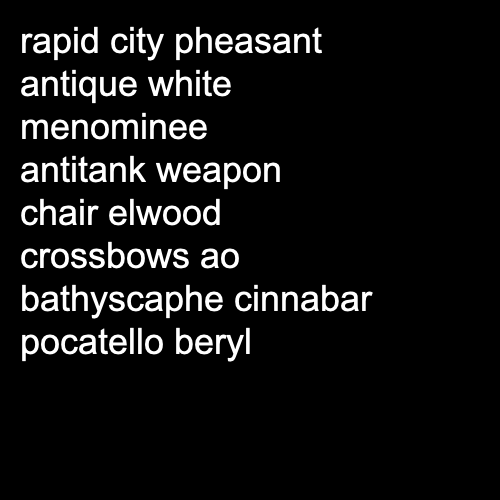 rapid city pheasant
antique white
menominee
antitank weapon
chair elwood
crossbows ao
bathyscaphe cinnabar
pocatello beryl